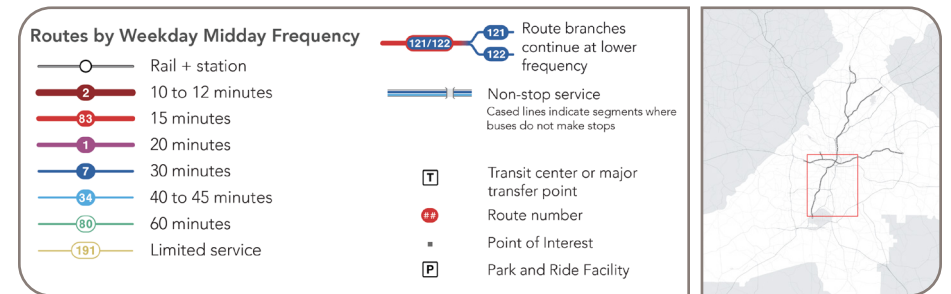 Routes by Weekday Midday Frequency
Rail + station
2 10 to 12 minutes
83 15 minutes
1 20 minutes
7 30 minutes
34 40 to 45 minutes
80 60 minutes
191 Limited service
121/122
121
122
Route branches
continue at lower
frequency
Non-stop service
Cased lines indicate segments where
buses do not make stops
T Transit center or major
transfer point
## Route number
Point of Interest
P Park and Ride Facility